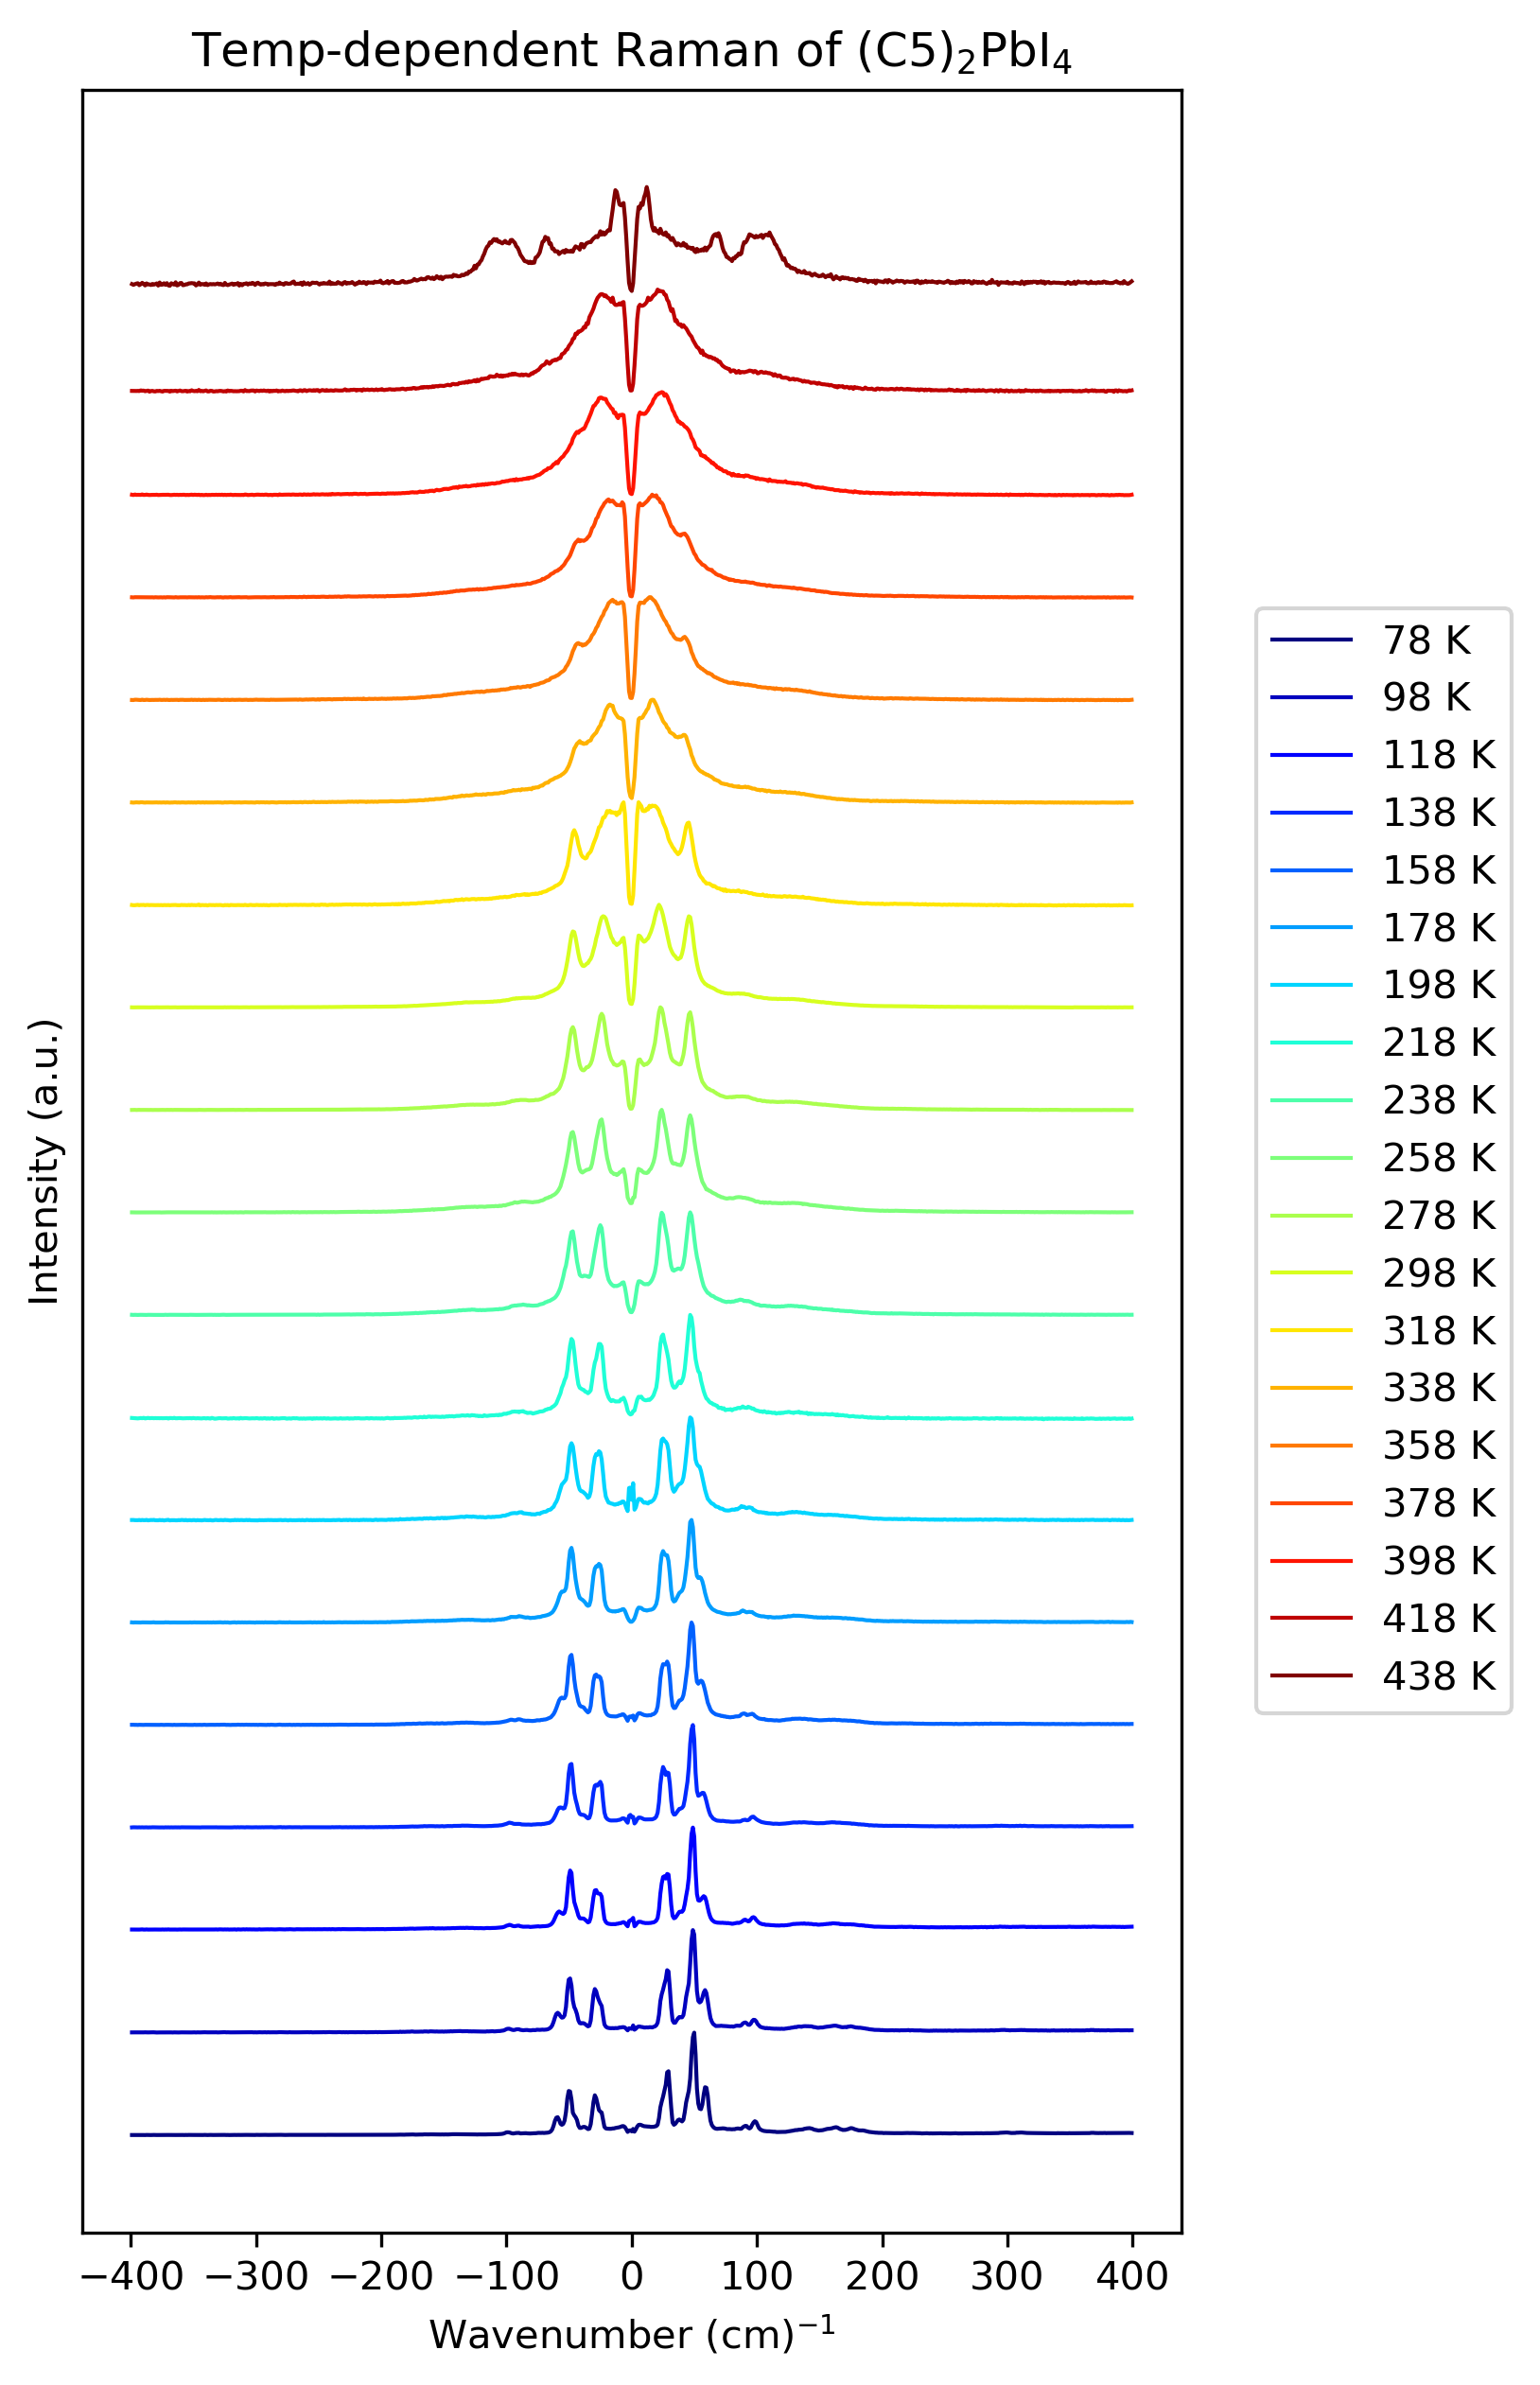 Temp-dependent Raman of (C5)₂PbI₄
Intensity (a.u.)
78 K
98 K
118 K
138 K
158 K
178 K
198 K
218 K
238 K
258 K
278 K
298 K
318 K
338 K
358 K
378 K
398 K
418 K
438 K
−400 −300 −200 −100 0 100 200 300 400
Wavenumber (cm)⁻¹